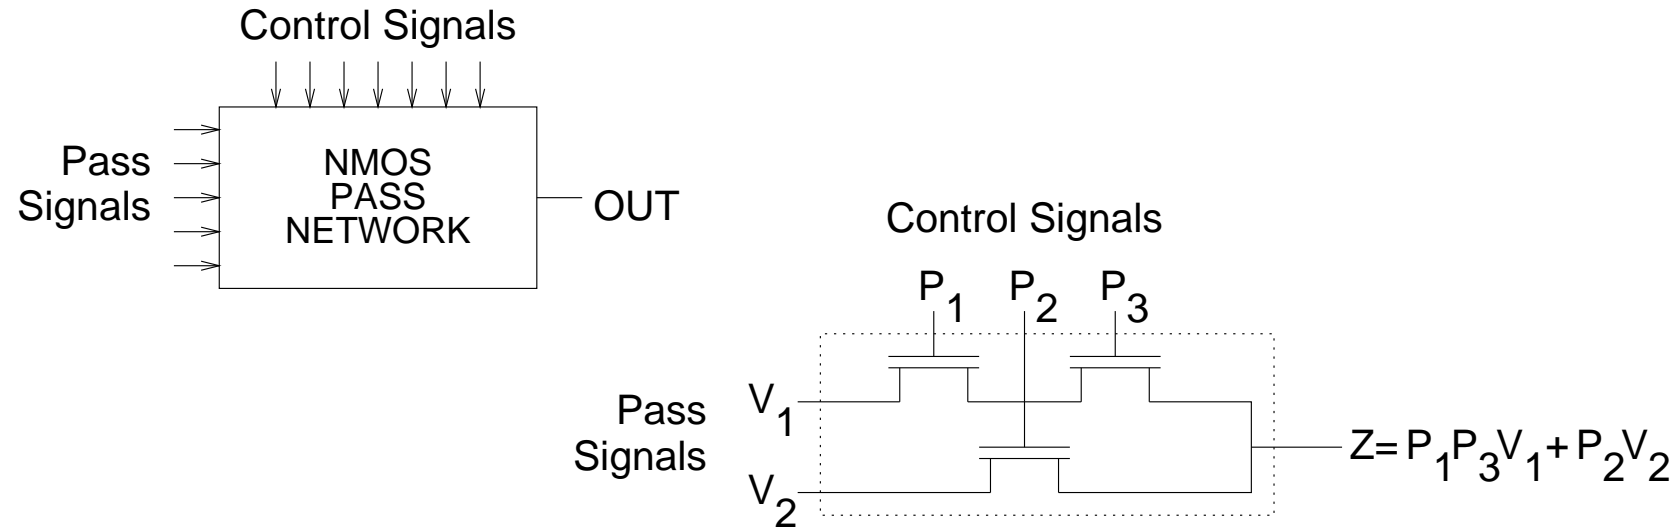 Control Signals
Pass
Signals
NMOS
PASS
NETWORK
OUT
Control Signals
P1 P2 P3
Pass
Signals
V1
V2
Z= P1P3V1+ P2V2